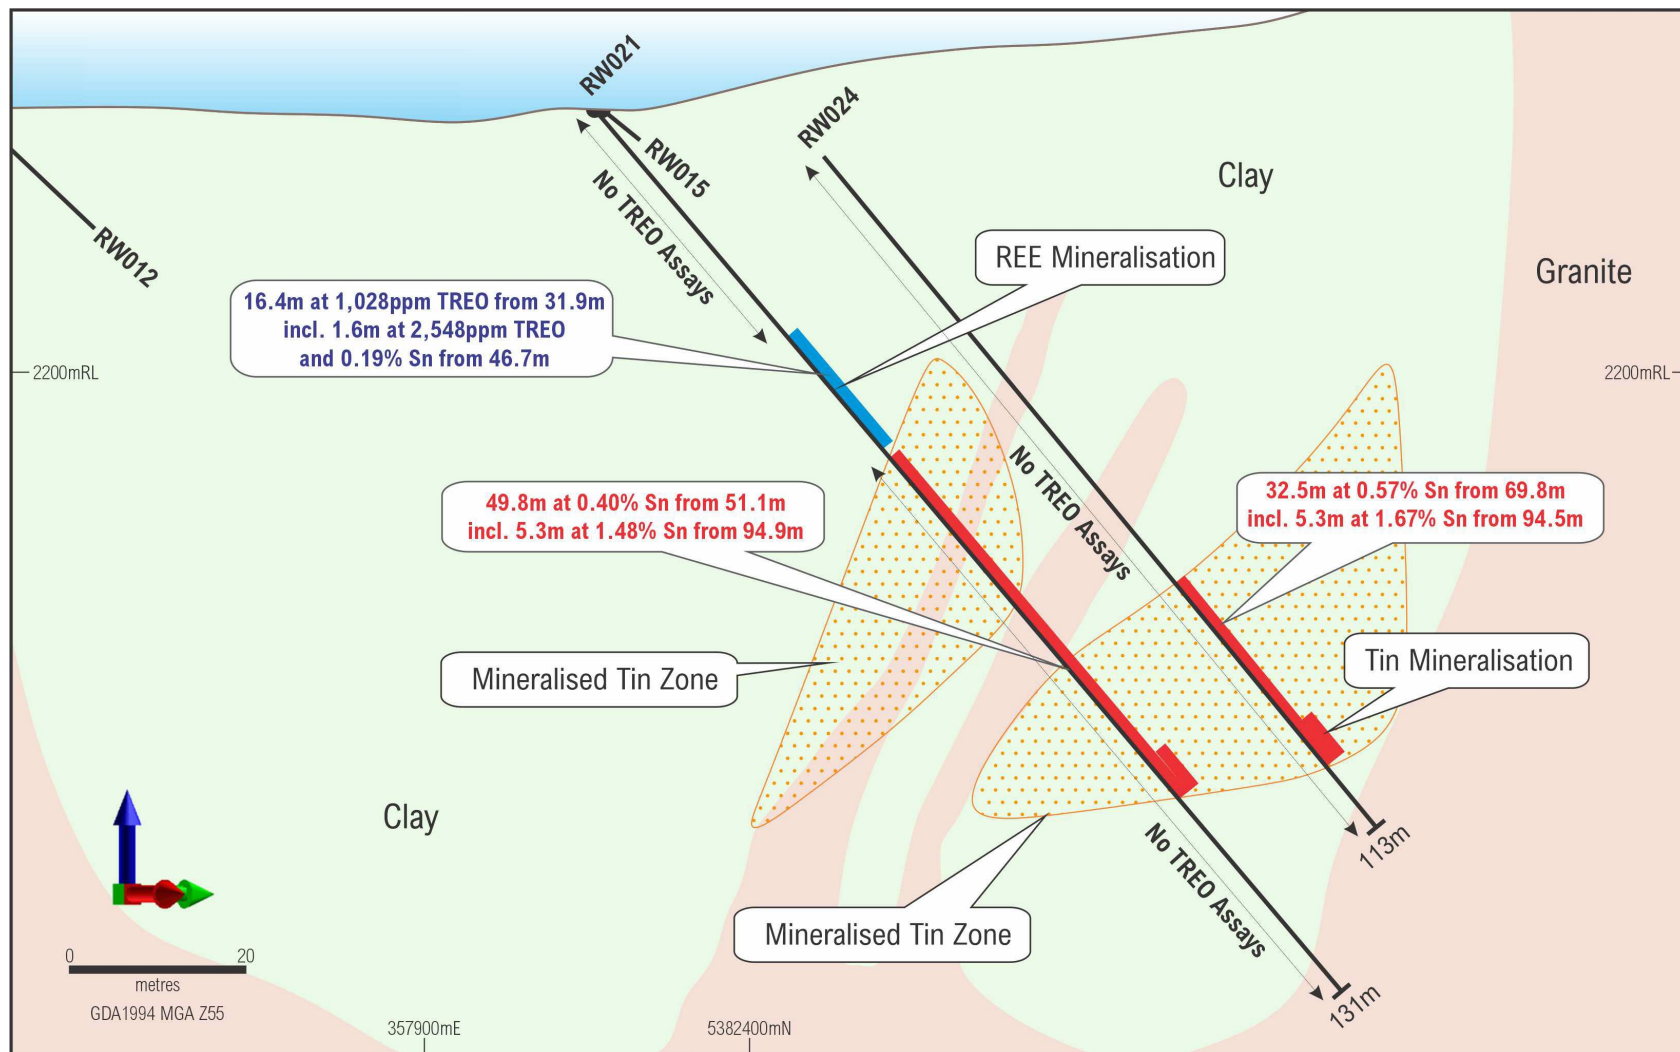 RW021
RW024
RW015
RW012
No TREO Assays
Clay
REE Mineralisation
Granite
16.4m at 1,028ppm TREO from 31.9m
incl. 1.6m at 2,548ppm TREO
and 0.19% Sn from 46.7m
2200mRL
2200mRL
No TREO Assays
49.8m at 0.40% Sn from 51.1m
incl. 5.3m at 1.48% Sn from 94.9m
32.5m at 0.57% Sn from 69.8m
incl. 5.3m at 1.67% Sn from 94.5m
Mineralised Tin Zone
Tin Mineralisation
Clay
113m
No TREO Assays
Mineralised Tin Zone
131m
0 20
metres
GDA1994 MGA Z55
357900mE
5382400mN